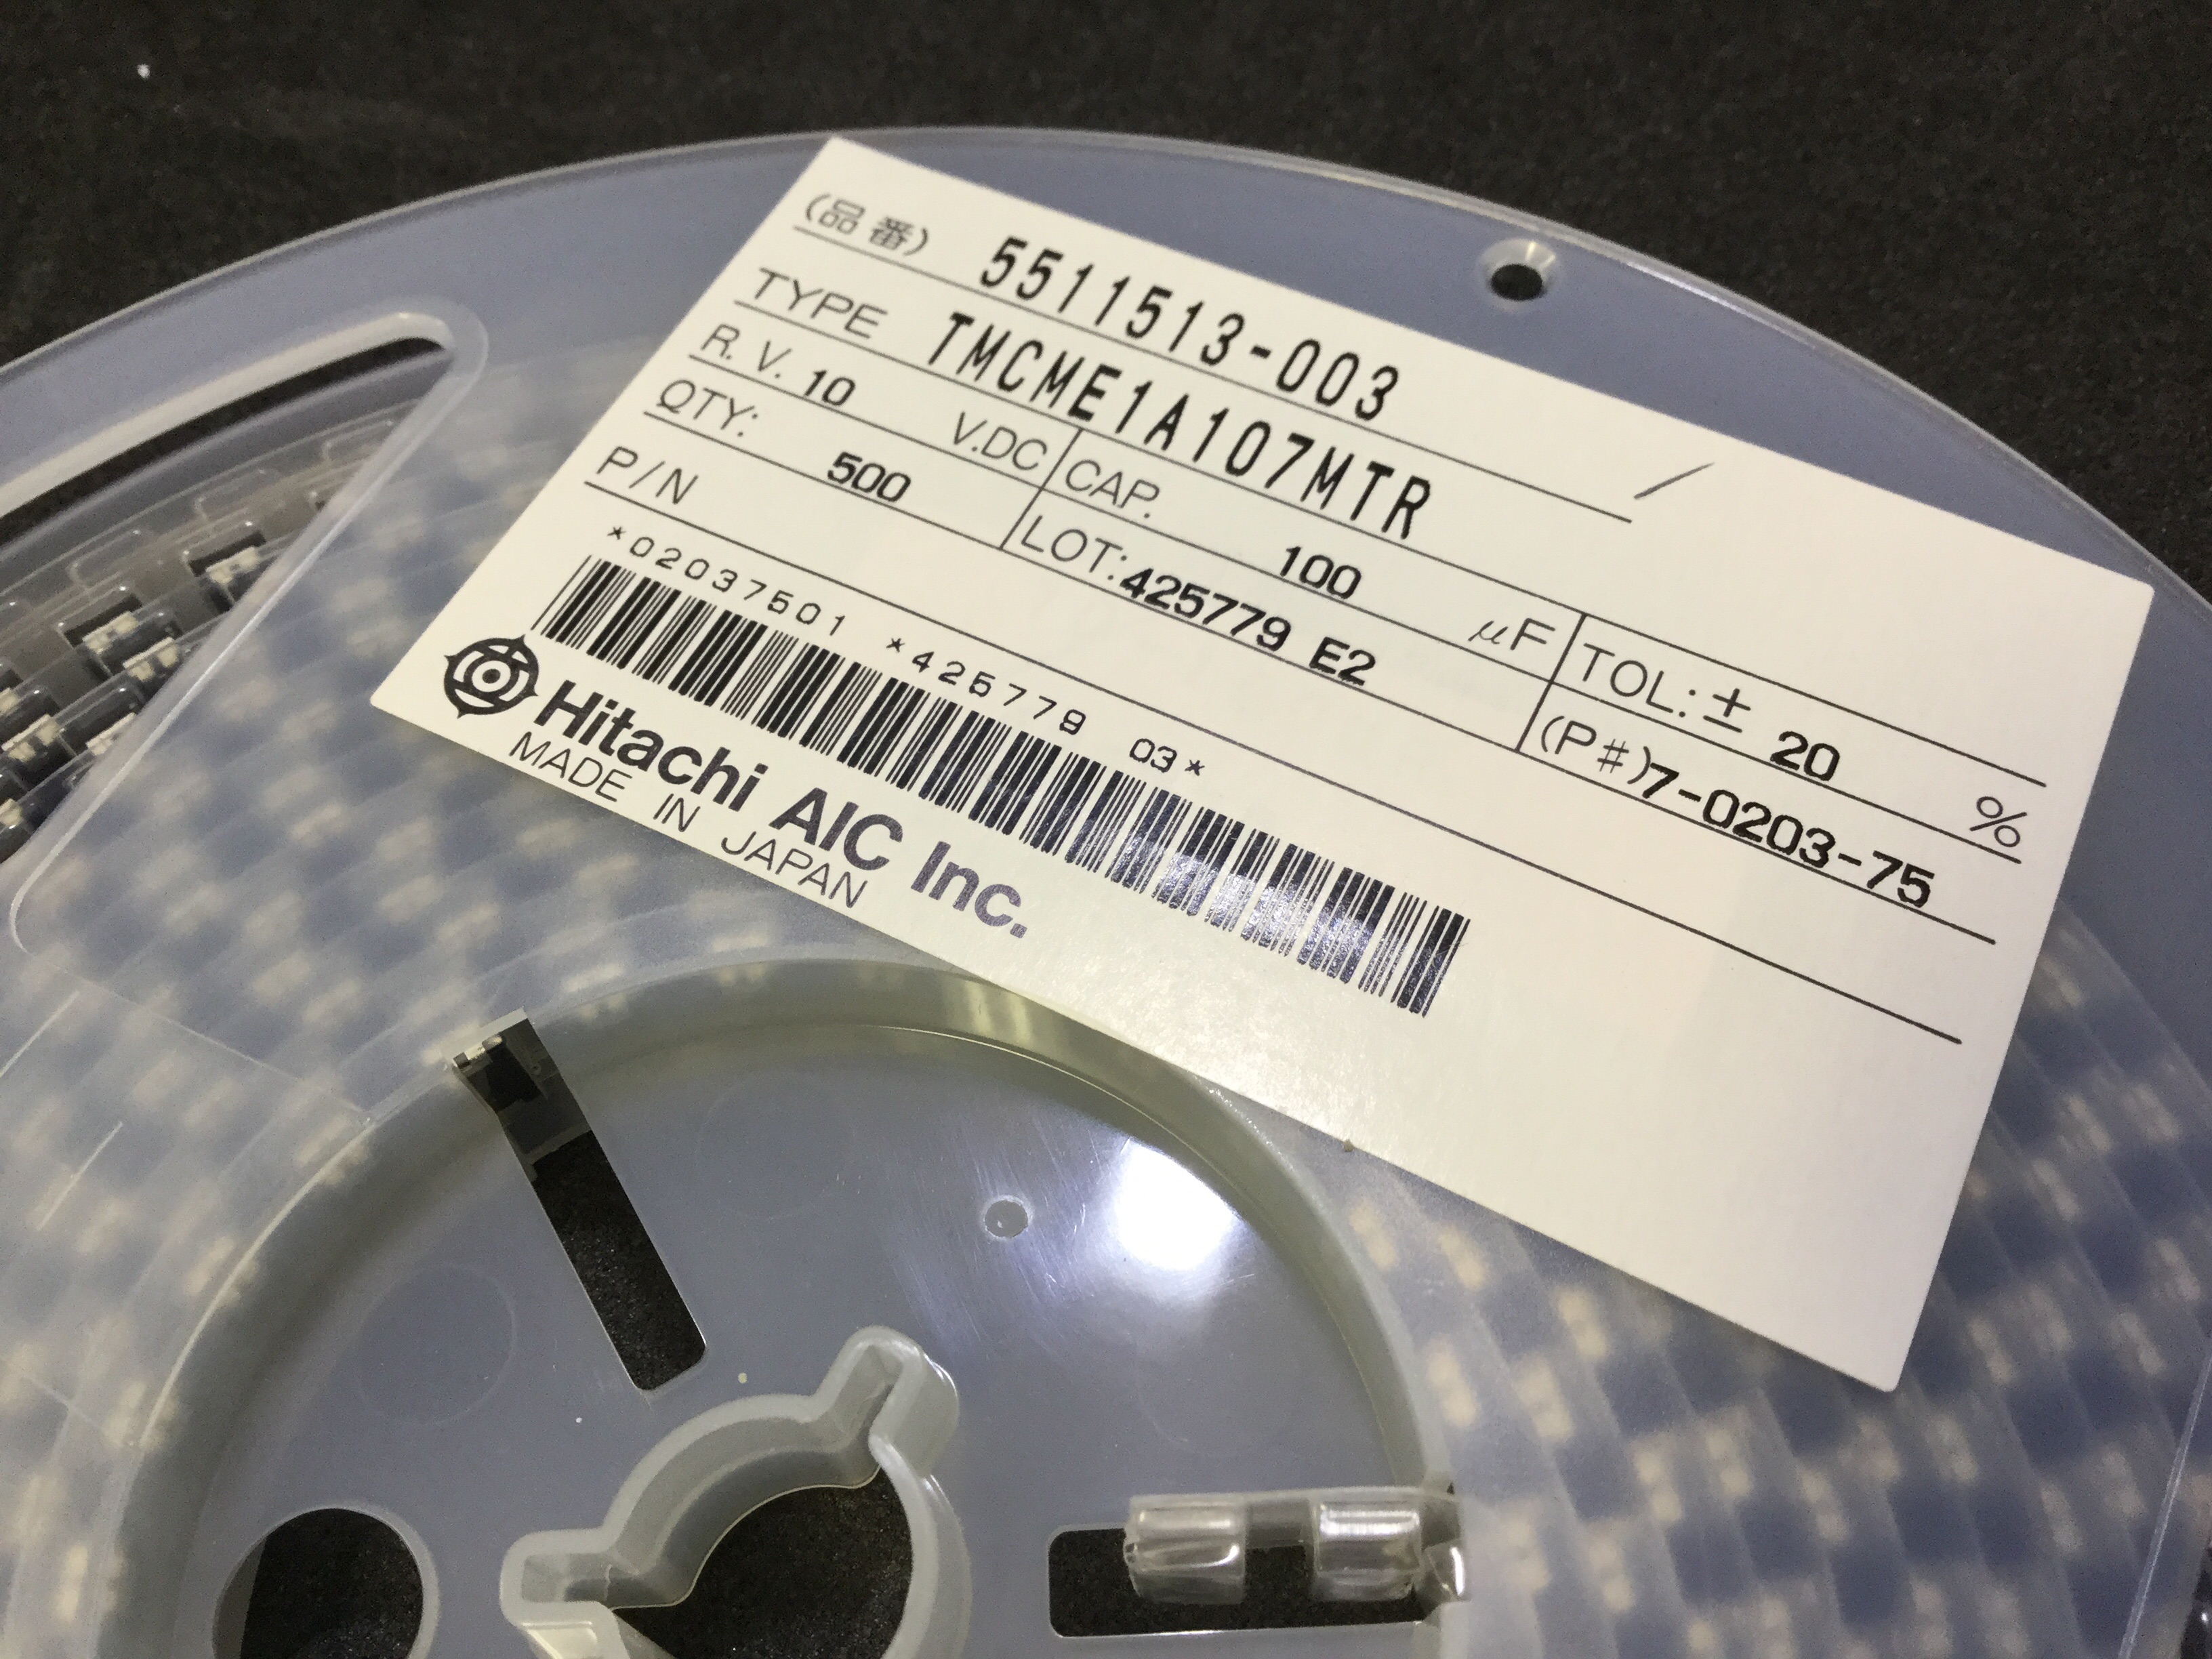 (品番) 5511513-003 /
TYPE TMCME1A107MTR
R.V. 10 V.DC CAP. 100 μF TOL:± 20 %
QTY: 500 LOT:425779 E2 (P#)7-0203-75
P/N
*02037501 *425779 03*
Hitachi AIC Inc.
MADE IN JAPAN